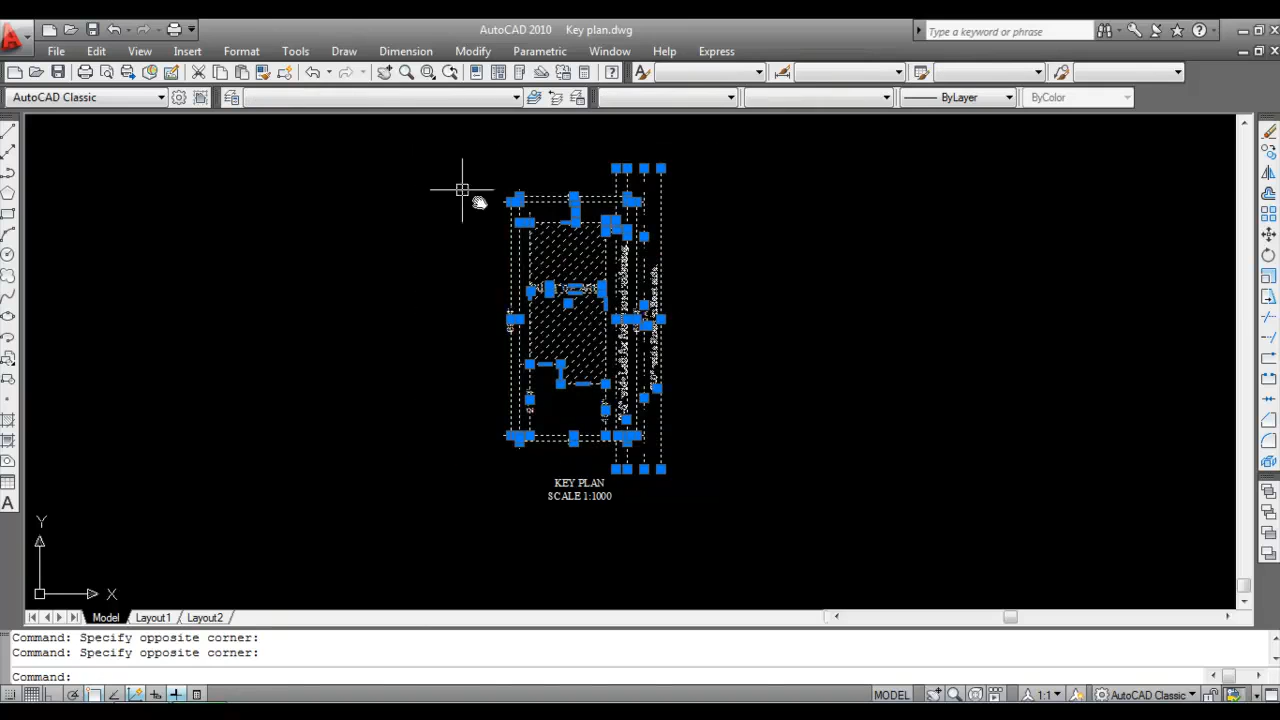 AutoCAD 2010 Key plan.dwg
Type a keyword or phrase
File Edit View Insert Format Tools Draw Dimension Modify Parametric Window Help Express
AutoCAD Classic
ByLayer
ByColor
KEY PLAN
SCALE 1:1000
Y
X
Model Layout1 Layout2
Command: Specify opposite corner:
Command: Specify opposite corner:
Command:
MODEL 1:1 AutoCAD Classic